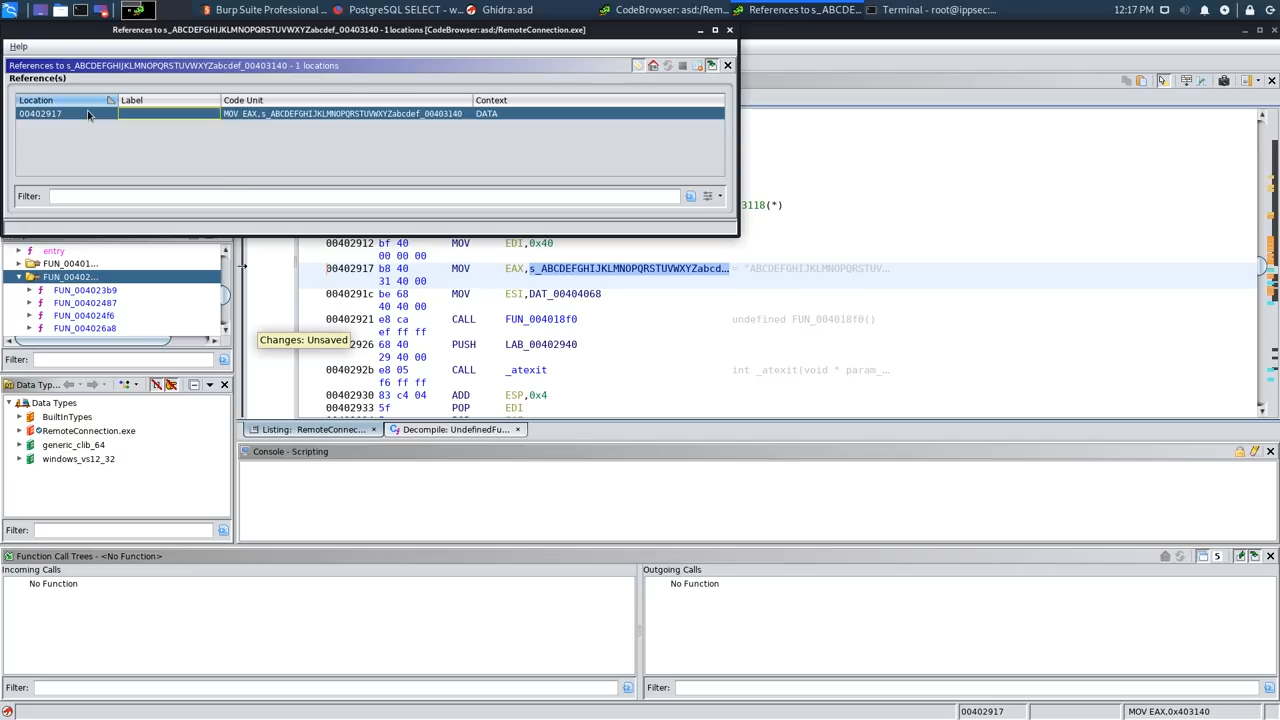 Burp Suite Professional ...
PostgreSQL SELECT - w...
Ghidra: asd:/
CodeBrowser: asd:/Rem...
References to s_ABCDE...
Terminal - root@ippsec:...
12:17 PM
References to s_ABCDEFGHIJKLMNOPQRSTUVWXYZabcdef_00403140 - 1 locations [CodeBrowser: asd:/RemoteConnection.exe]
Help
References to s_ABCDEFGHIJKLMNOPQRSTUVWXYZabcdef_00403140 - 1 locations
Reference(s)
Location Label Code Unit Context
00402917 MOV EAX,s_ABCDEFGHIJKLMNOPQRSTUVWXYZabcdef_00403140 DATA
Filter:
3118(*)
00402912 bf 40 MOV EDI,0x40
00 00 00
00402917 b8 40 MOV EAX,s_ABCDEFGHIJKLMNOPQRSTUVWXYZabcd... = "ABCDEFGHIJKLMNOPQRSTUV...
31 40 00
0040291c be 68 MOV ESI,DAT_00404068
40 40 00
00402921 e8 ca CALL FUN_004018f0 undefined FUN_004018f0()
ef ff ff
00402926 68 40 PUSH LAB_00402940
29 40 00
0040292b e8 05 CALL _atexit int _atexit(void * param_...
f6 ff ff
00402930 83 c4 04 ADD ESP,0x4
00402933 5f POP EDI
entry
FUN_00401...
FUN_00402...
FUN_004023b9
FUN_00402487
FUN_004024f6
FUN_004026a8
Filter:
Changes: Unsaved
Data Typ...
Data Types
BuiltInTypes
RemoteConnection.exe
generic_clib_64
windows_vs12_32
Filter:
Listing: RemoteConnec...
Decompile: UndefinedFu...
Console - Scripting
Function Call Trees - <No Function>
5
Incoming Calls
No Function
Filter:
Outgoing Calls
No Function
Filter:
00402917
MOV EAX,0x403140